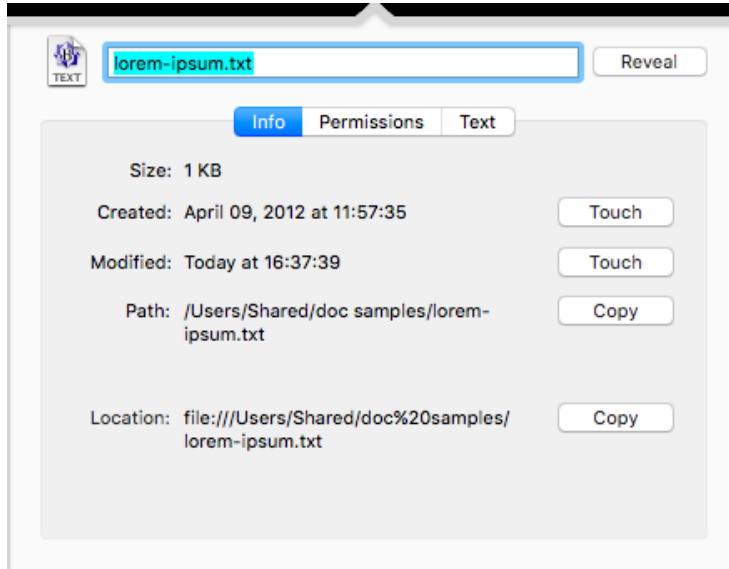 TEXT
lorem-ipsum.txt
Reveal
Info Permissions Text
Size: 1 KB
Created: April 09, 2012 at 11:57:35 Touch
Modified: Today at 16:37:39 Touch
Path: /Users/Shared/doc samples/lorem- Copy
ipsum.txt
Location: file:///Users/Shared/doc%20samples/ Copy
lorem-ipsum.txt